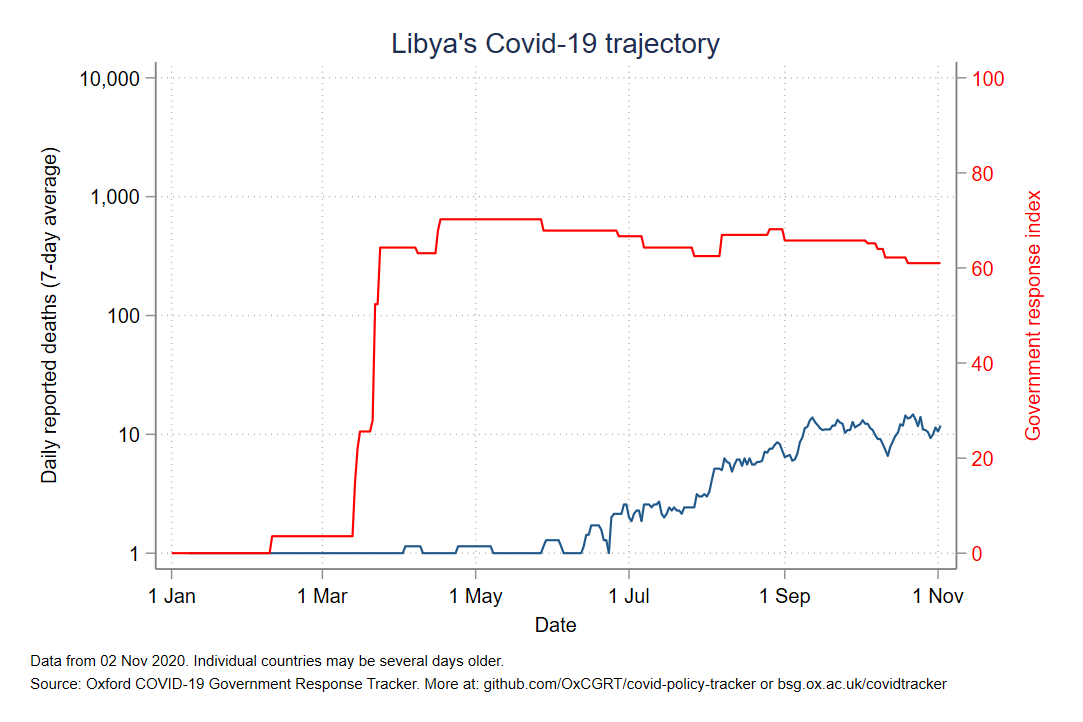 Libya's Covid-19 trajectory
10,000
1,000
100
10
1
Daily reported deaths (7-day average)
100
80
60
40
20
0
Government response index
1 Jan
1 Mar
1 May
1 Jul
1 Sep
1 Nov
Date
Data from 02 Nov 2020. Individual countries may be several days older.
Source: Oxford COVID-19 Government Response Tracker. More at: github.com/OxCGRT/covid-policy-tracker or bsg.ox.ac.uk/covidtracker